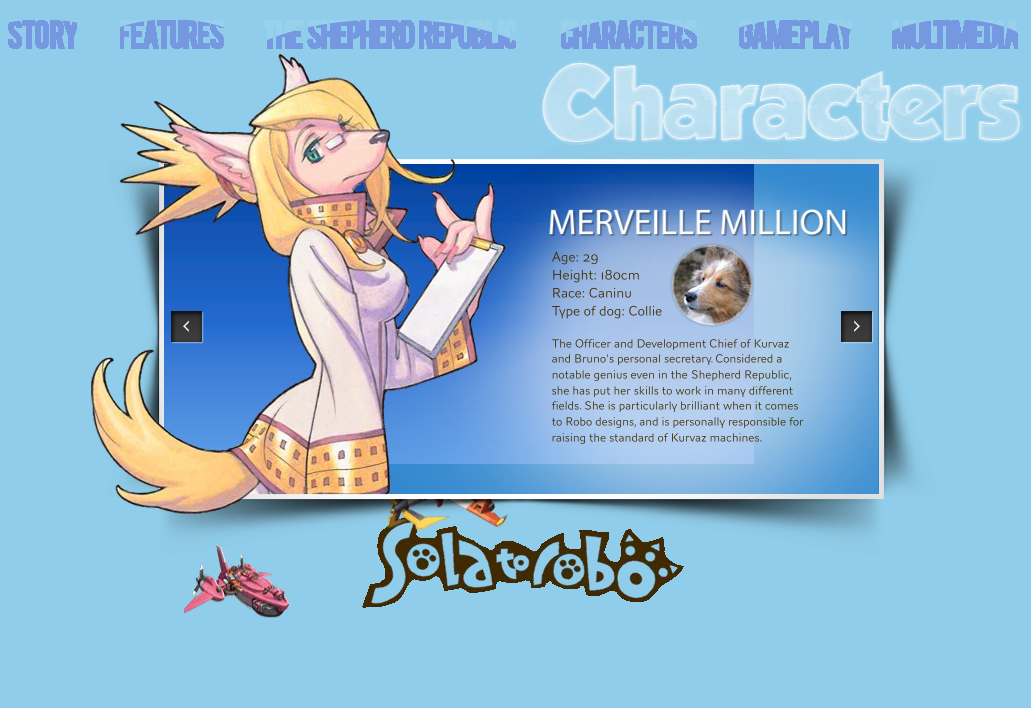 STORY FEATURES THE SHEPHERD REPUBLIC CHARACTERS GAMEPLAY MULTIMEDIA
Characters
MERVEILLE MILLION
Age: 29
Height: 180cm
Race: Caninu
Type of dog: Collie
The Officer and Development Chief of Kurvaz
and Bruno's personal secretary. Considered a
notable genius even in the Shepherd Republic,
she has put her skills to work in many different
fields. She is particularly brilliant when it comes
to Robo designs, and is personally responsible for
raising the standard of Kurvaz machines.
Solatorobo